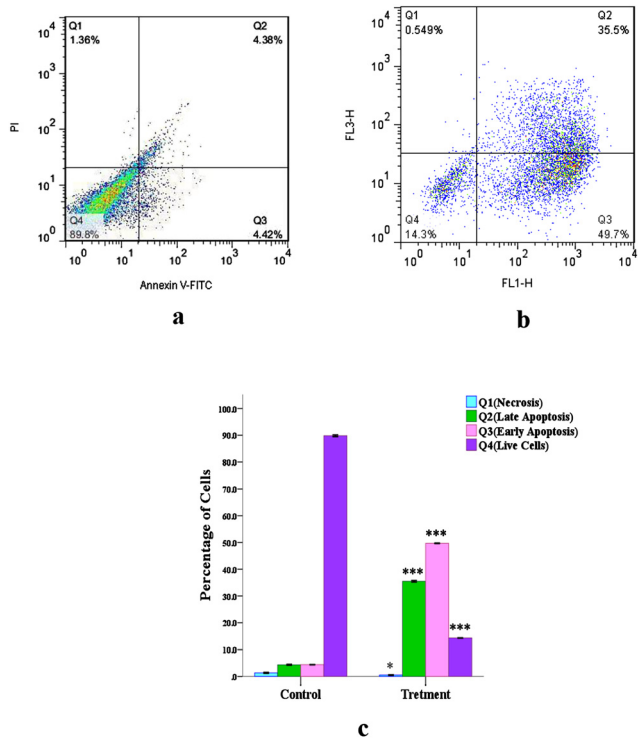 Q1
1.36%
Q2
4.38%
10^4
10^3
10^2
10^1
10^0
PI
Q4
89.8%
Q3
4.42%
10^0 10^1 10^2 10^3 10^4
Annexin V-FITC
a
Q1
0.549%
Q2
35.5%
10^4
10^3
10^2
10^1
10^0
FL3-H
Q4
14.3%
Q3
49.7%
10^0 10^1 10^2 10^3 10^4
FL1-H
b
Q1(Necrosis)
Q2(Late Apoptosis)
Q3(Early Apoptosis)
Q4(Live Cells)
100.0
90.0
80.0
70.0
60.0
50.0
40.0
30.0
20.0
10.0
.0
Percentage of Cells
*
***
***
***
Control
Tretment
c